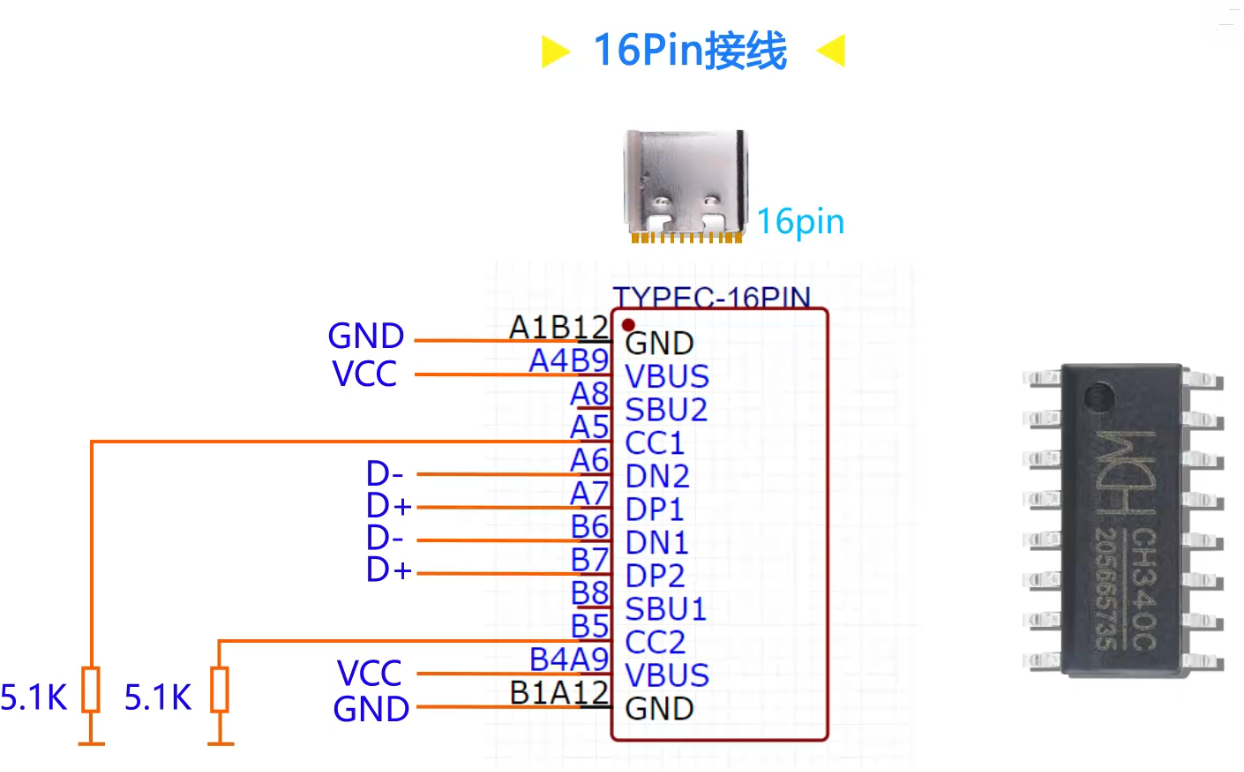 16Pin接线
16pin
TYPEC-16PIN
GND A1B12 GND
VCC A4B9 VBUS
A8 SBU2
A5 CC1
D- A6 DN2
D+ A7 DP1
D- B6 DN1
D+ B7 DP2
B8 SBU1
B5 CC2
VCC B4A9 VBUS
GND B1A12 GND
5.1K 5.1K
WCH
CH340C
205665735